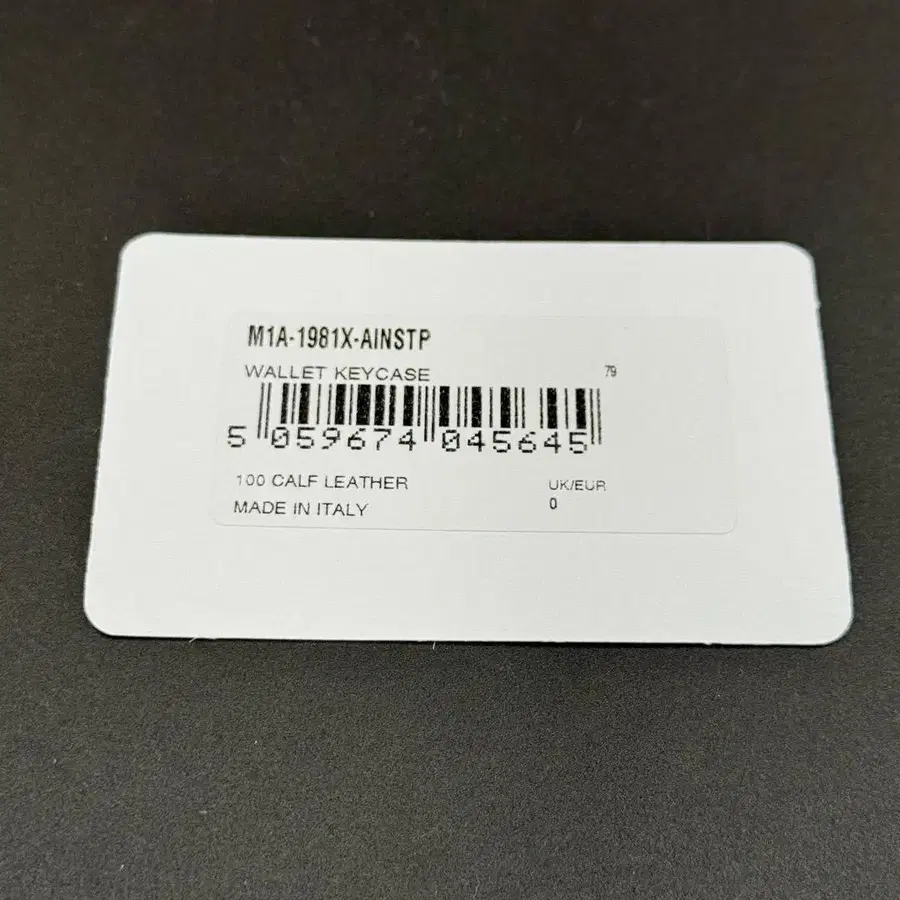 M1A-1981X-AINSTP
WALLET KEYCASE 79
5 059674 045645
100 CALF LEATHER UK/EUR
MADE IN ITALY 0